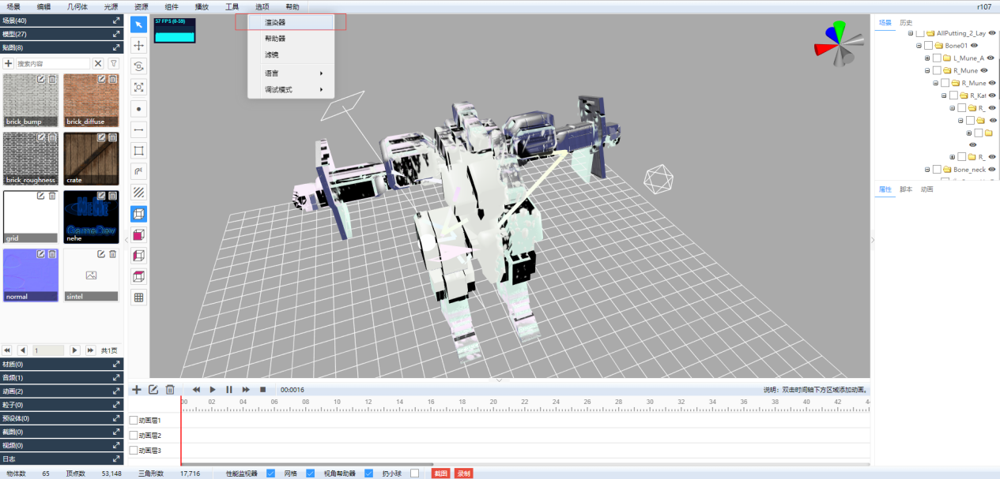 场景 编辑 几何体 光源 资源 组件 播放 工具 选项 帮助 r107
场景(40)
模型(27)
贴图(8)
搜索内容
brick_bump brick_diffuse
brick_roughness crate
grid nehe
normal sintel
1 共1页
材质(0)
音频(1)
动画(2)
粒子(0)
预设体(0)
截图(0)
视频(0)
日志
57 FPS (0-59)
渲染器
帮助器
滤镜
语言
调试模式
场景 历史
AllPutting_2_Lay
Bone01
L_Mune_A
R_Mune
R_Mune
R_Kat
R_
R_
Bone_neck
属性 脚本 动画
00:0016 说明：双击时间轴下方区域添加动画。
00 02 04 06 08 10 12 14 16 18 20 22 24 26 28 30 32 34 36 38 40 42
动画层1
动画层2
动画层3
物体数 65 顶点数 53,148 三角形数 17,716 性能监视器 网格 视角帮助器 扔小球 截图 录制